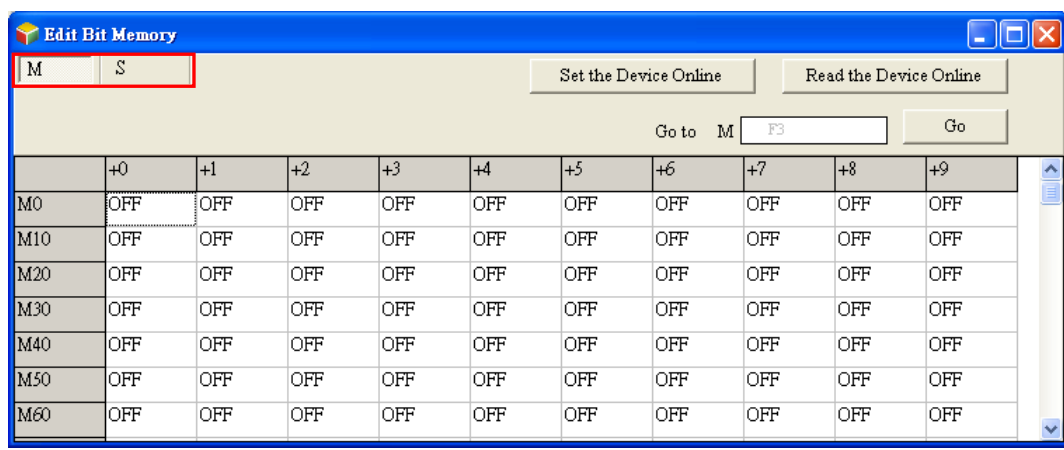 Edit Bit Memory
M S
Set the Device Online Read the Device Online
Go to M F3 Go
+0 +1 +2 +3 +4 +5 +6 +7 +8 +9
M0 OFF OFF OFF OFF OFF OFF OFF OFF OFF OFF
M10 OFF OFF OFF OFF OFF OFF OFF OFF OFF OFF
M20 OFF OFF OFF OFF OFF OFF OFF OFF OFF OFF
M30 OFF OFF OFF OFF OFF OFF OFF OFF OFF OFF
M40 OFF OFF OFF OFF OFF OFF OFF OFF OFF OFF
M50 OFF OFF OFF OFF OFF OFF OFF OFF OFF OFF
M60 OFF OFF OFF OFF OFF OFF OFF OFF OFF OFF